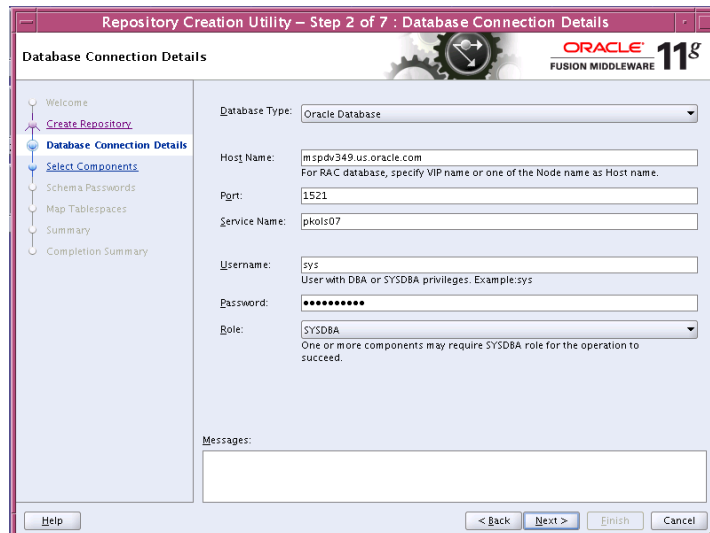 Repository Creation Utility – Step 2 of 7 : Database Connection Details
Database Connection Details
ORACLE
FUSION MIDDLEWARE 11g
Welcome
Create Repository
Database Connection Details
Select Components
Schema Passwords
Map Tablespaces
Summary
Completion Summary
Database Type: Oracle Database
Host Name: mspdv349.us.oracle.com
For RAC database, specify VIP name or one of the Node name as Host name.
Port: 1521
Service Name: pkols07
Username: sys
User with DBA or SYSDBA privileges. Example:sys
Password: ●●●●●●●●●●
Role: SYSDBA
One or more components may require SYSDBA role for the operation to
succeed.
Messages:
Help < Back Next > Finish Cancel